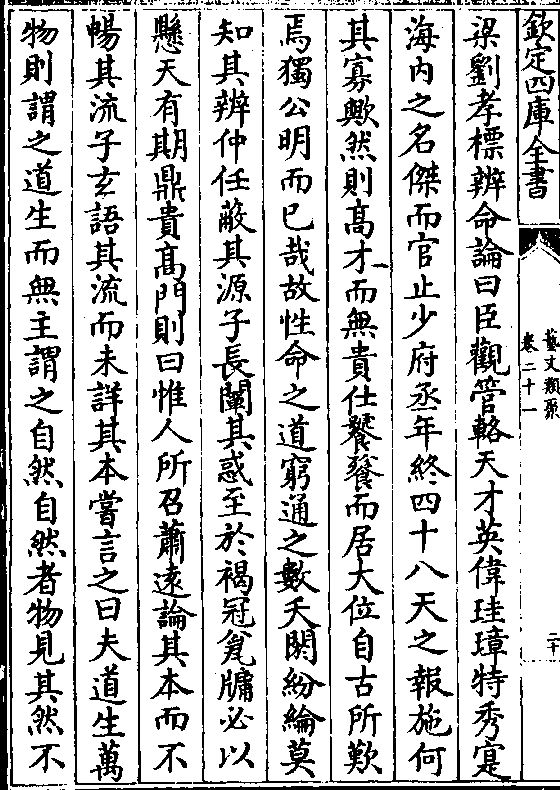 欽定四庫全書
藝文類聚
卷二十一
二十
梁劉孝標辨命論曰臣觀管輅天才英偉珪璋特秀寔
海内之名傑而官止少府丞年終四十八天之報施何
其寡歟然則高才而無貴仕饕餮而居大位自古所歎
焉獨公明而已哉故性命之道窮通之數夭閼紛綸莫
知其辨仲任蔽其源子長闡其惑至於褐冠甕牖必以
懸天有期鼎貴高門則曰惟人所召蕭遠論其本而不
暢其流子玄語其流而未詳其本嘗言之曰夫道生萬
物則謂之道生而無主謂之自然自然者物見其然不